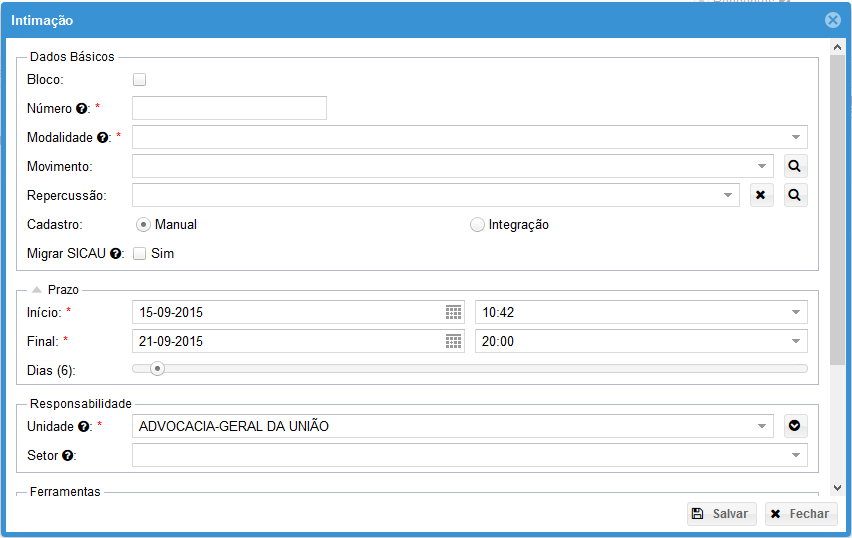 Intimação
Dados Básicos
Bloco:
Número ?: *
Modalidade ?: *
Movimento:
Repercussão:
Cadastro: Manual Integração
Migrar SICAU ?: Sim
Prazo
Início: * 15-09-2015 10:42
Final: * 21-09-2015 20:00
Dias (6):
Responsabilidade
Unidade ?: * ADVOCACIA-GERAL DA UNIÃO
Setor ?:
Ferramentas
Salvar Fechar